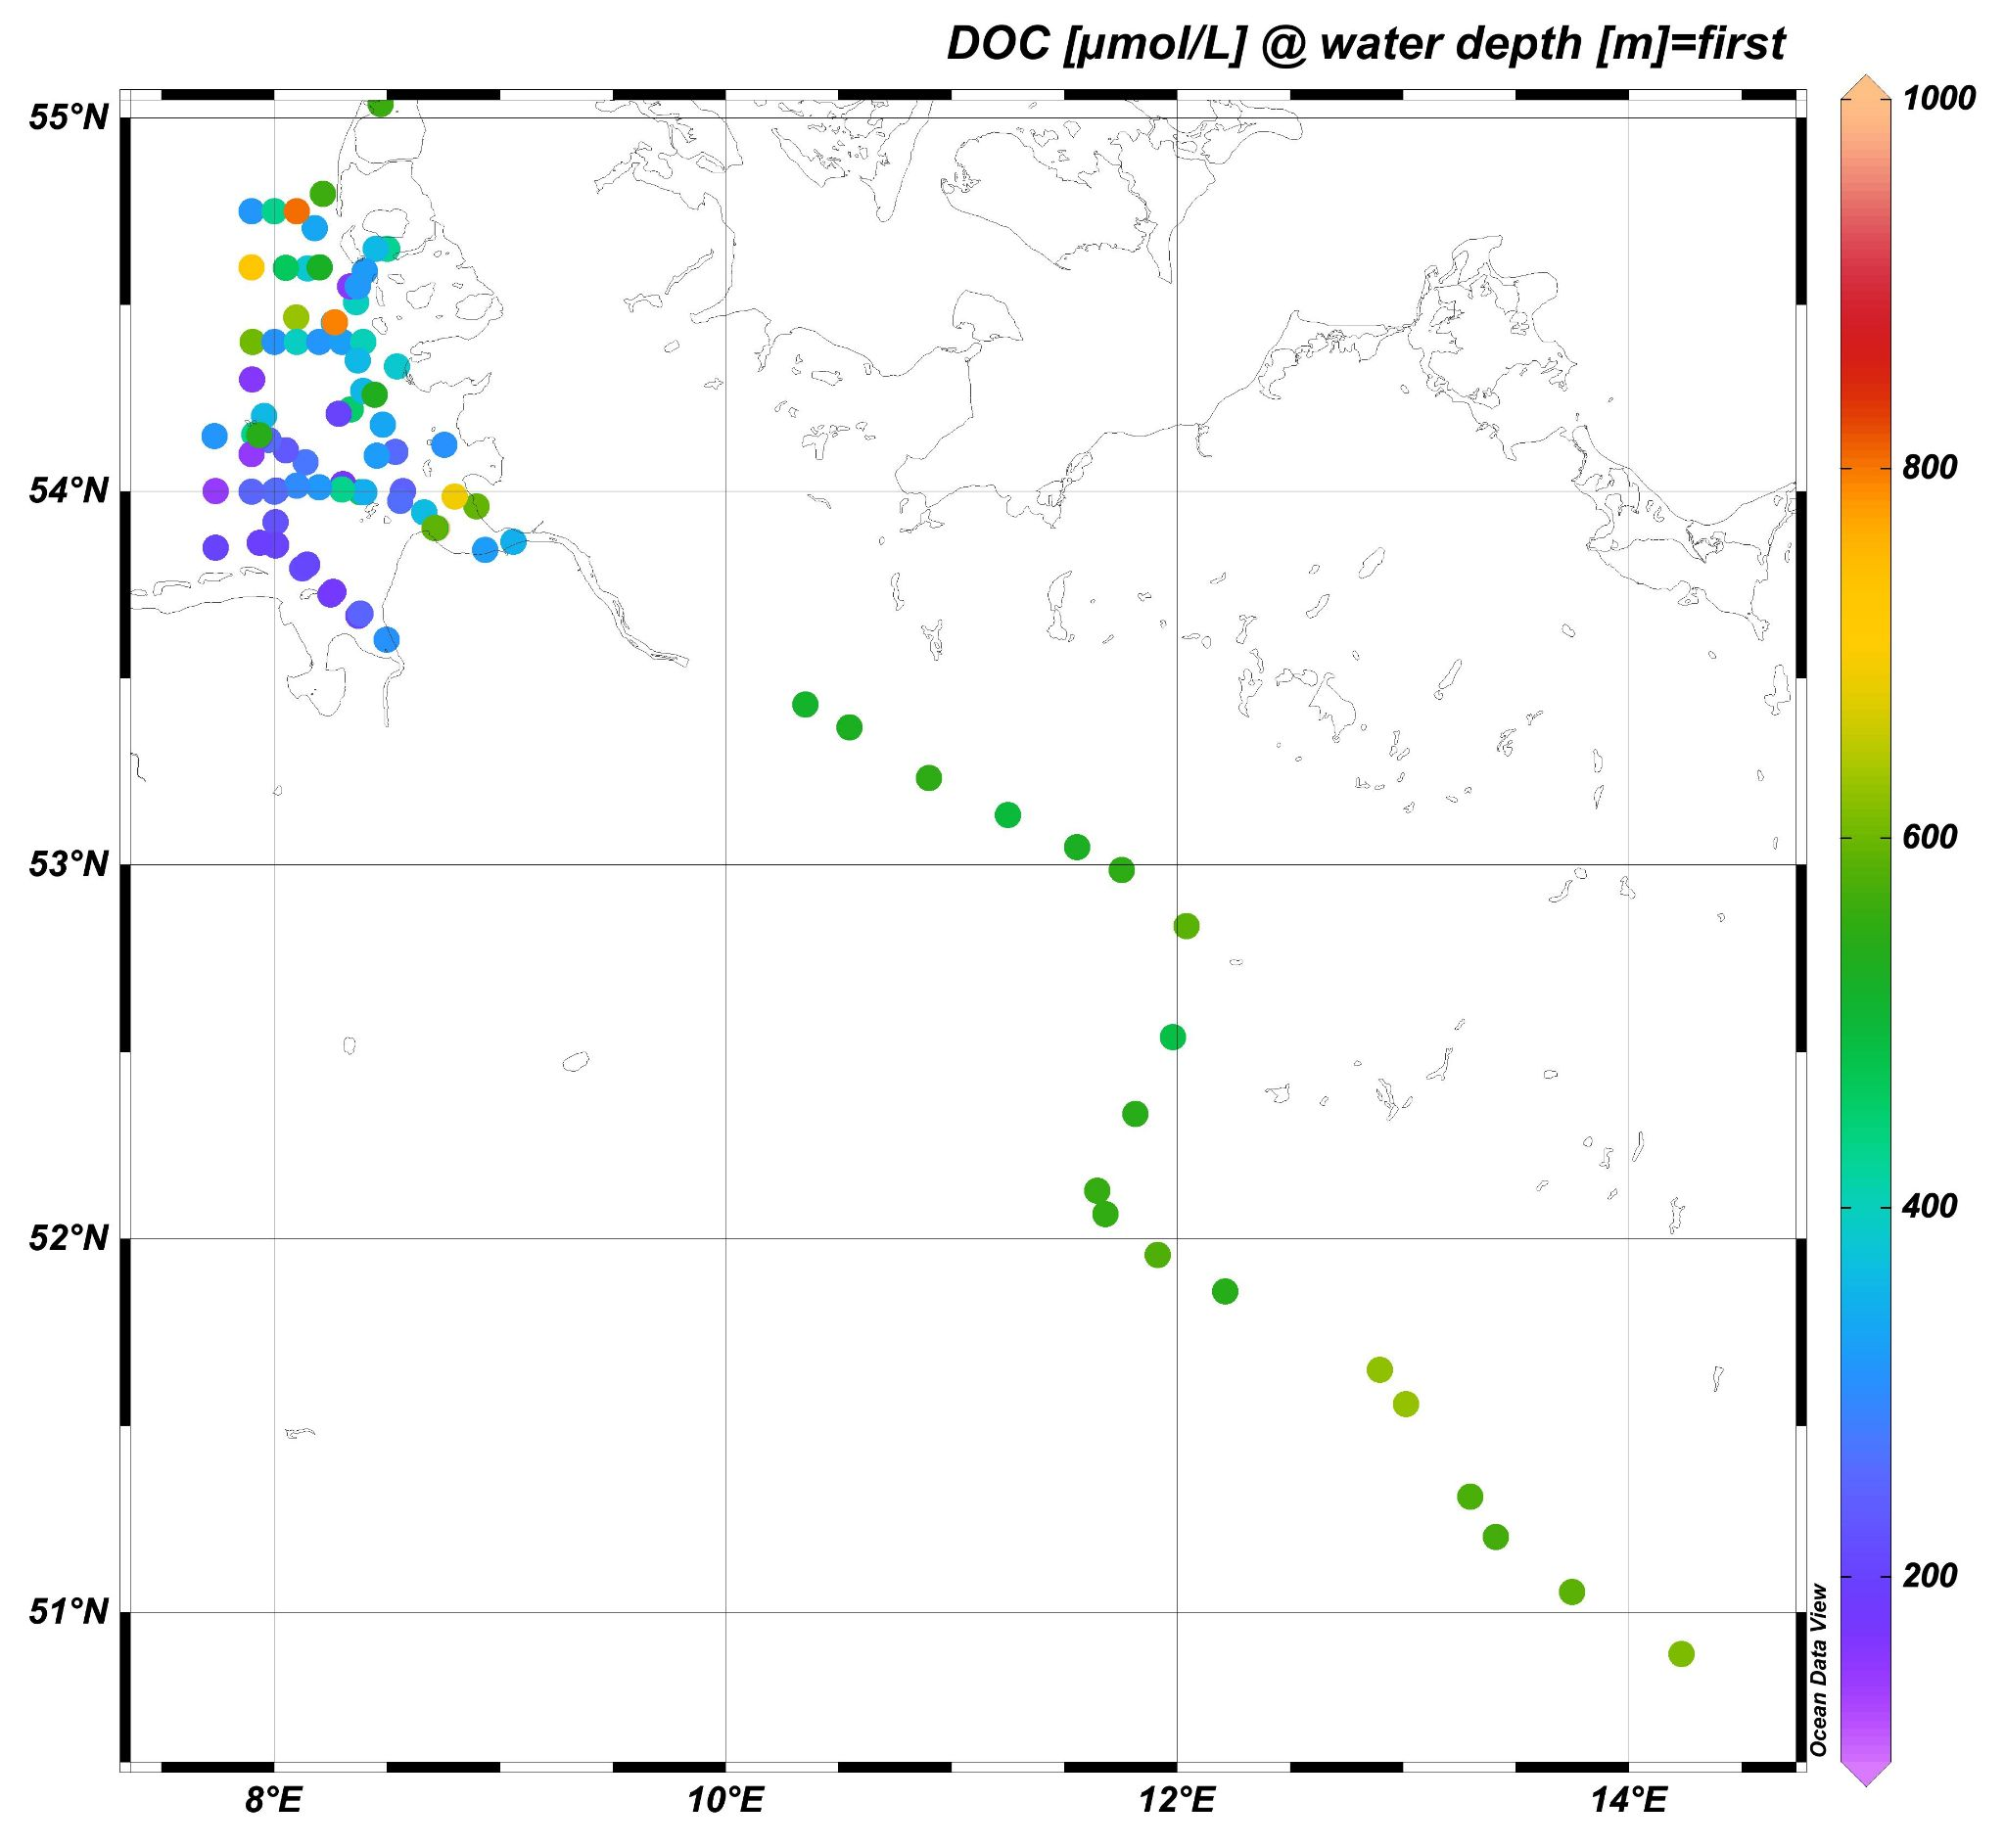 DOC [µmol/L] @ water depth [m]=first
55°N
54°N
53°N
52°N
51°N
8°E
10°E
12°E
14°E
1000
800
600
400
200
Ocean Data View